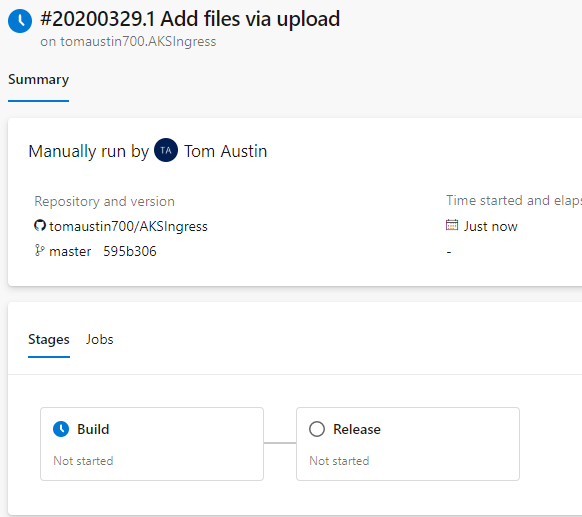 #20200329.1 Add files via upload
on tomaustin700.AKSIngress
Summary
Manually run by TA Tom Austin
Repository and version
tomaustin700/AKSIngress
master 595b306
Time started and elaps
Just now
-
Stages Jobs
Build
Not started
Release
Not started